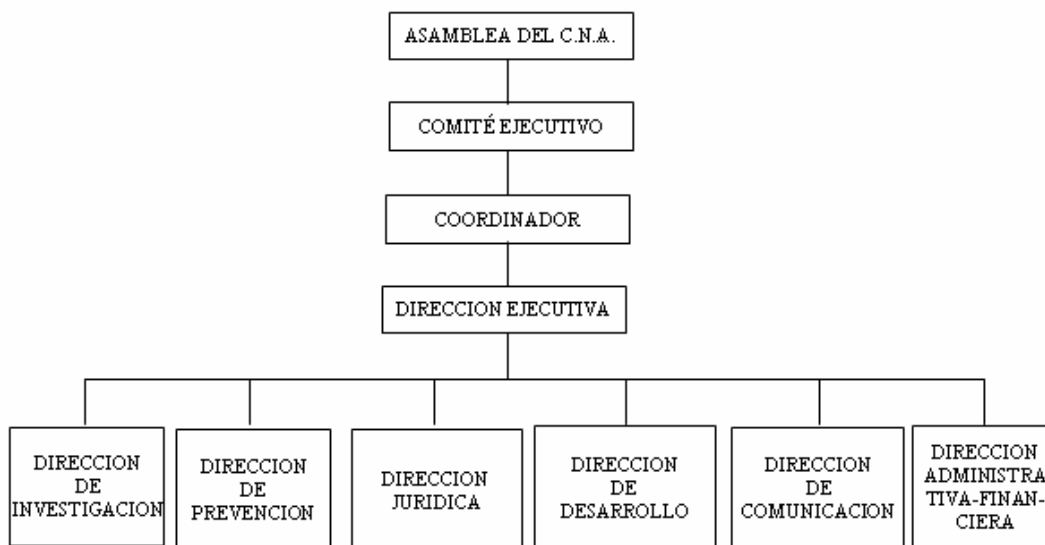 ASAMBLEA DEL C.N.A.
COMITÉ EJECUTIVO
COORDINADOR
DIRECCION EJECUTIVA
DIRECCION
DE
INVESTIGACION
DIRECCION
DE
PREVENCION
DIRECCION
JURIDICA
DIRECCION
DE
DESARROLLO
DIRECCION
DE
COMUNICACION
DIRECCION
ADMINISTRA
TIVA-FINAN-
CIERA